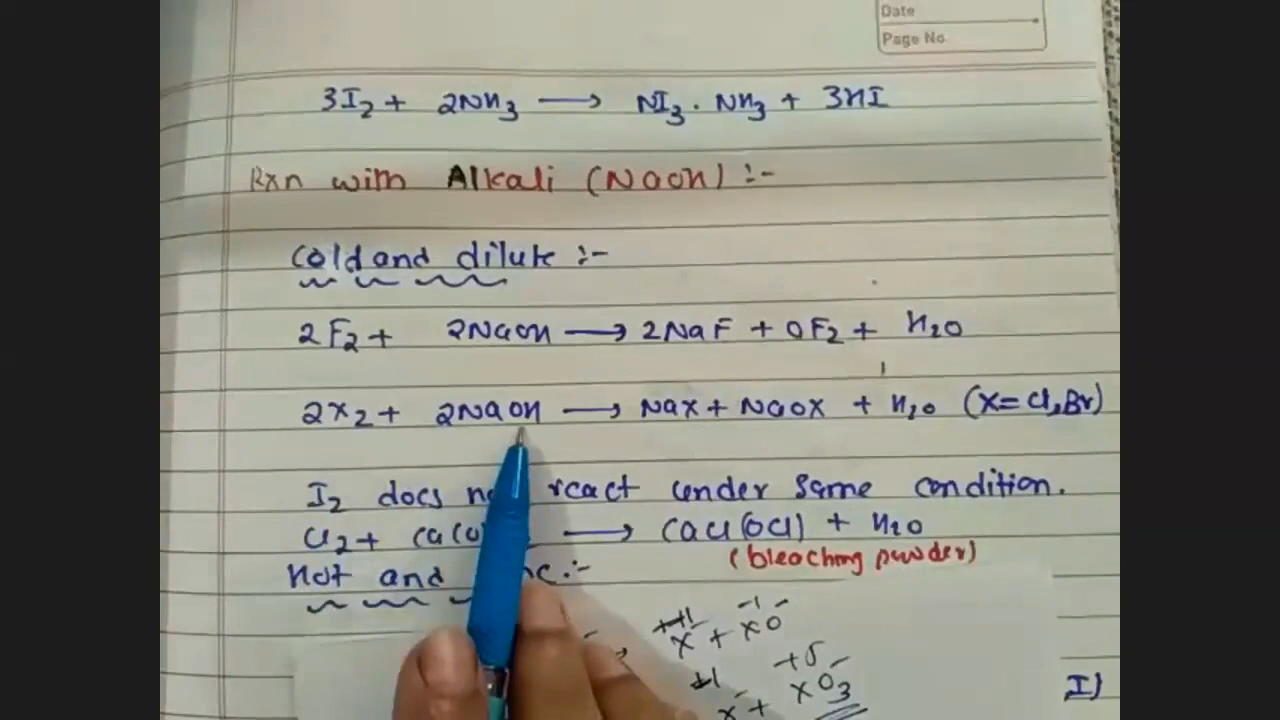 Date
Page No
3I₂ + 2NH₃ ⟶ NI₃ . NH₃ + 3HI
Rxn with Alkali (NaOH) :-
Cold and dilute :-
2F₂ + 2NaOH ⟶ 2NaF + OF₂ + H₂O
2X₂ + 2NaOH ⟶ NaX + NaOX + H₂O (X = Cl, Br)
I₂ does react under same condition.
Cl₂ + ⟶ CaCl(OCl) + H₂O
(bleaching powder)
Hot and :-
X + XO⁻
-1
+5
X⁻ + XO₃⁻
I)